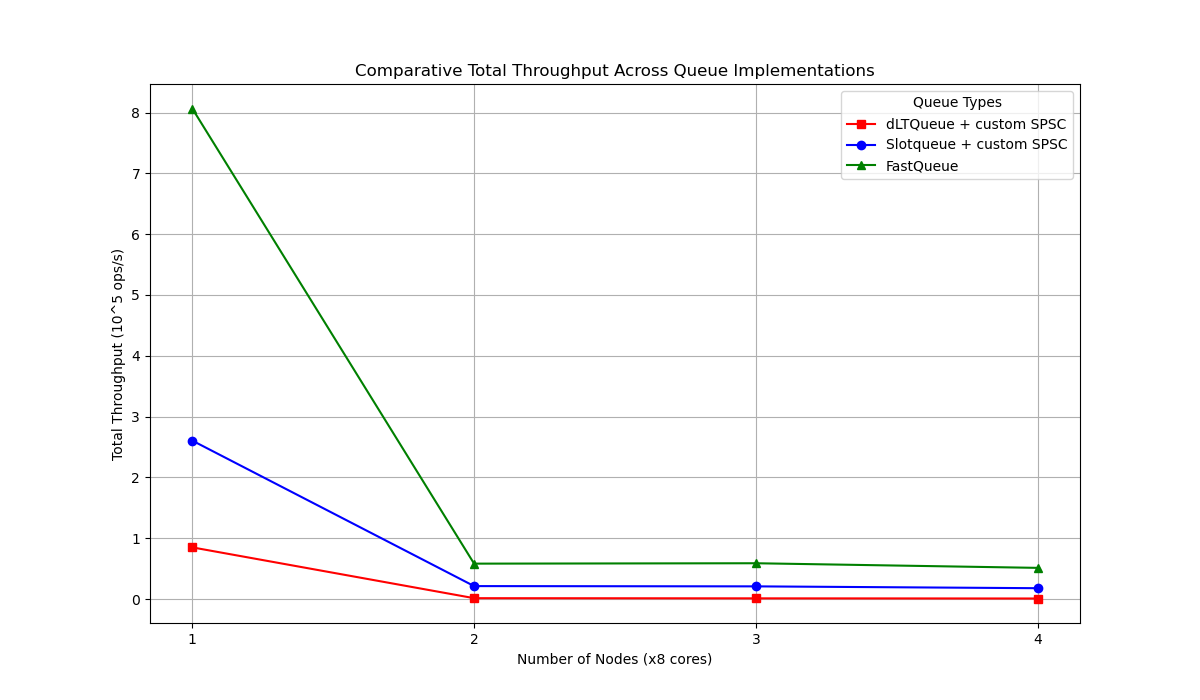 Comparative Total Throughput Across Queue Implementations
Queue Types
dLTQueue + custom SPSC
Slotqueue + custom SPSC
FastQueue
Total Throughput (10^5 ops/s)
8
7
6
5
4
3
2
1
0
1 2 3 4
Number of Nodes (x8 cores)